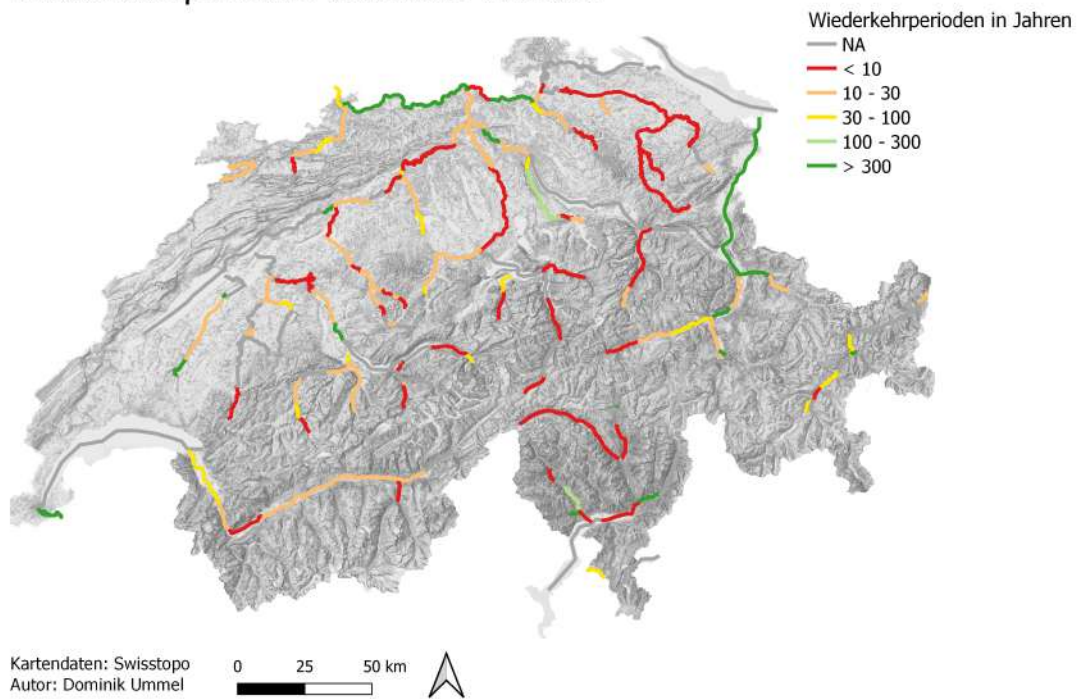 Wiederkehrperioden in Jahren
NA
< 10
10 - 30
30 - 100
100 - 300
> 300
Kartendaten: Swisstopo
Autor: Dominik Ummel
0 25 50 km